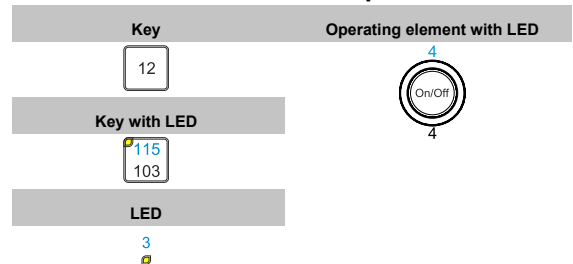 Key
12
Key with LED
115
103
LED
3
Operating element with LED
4
On/Off
4